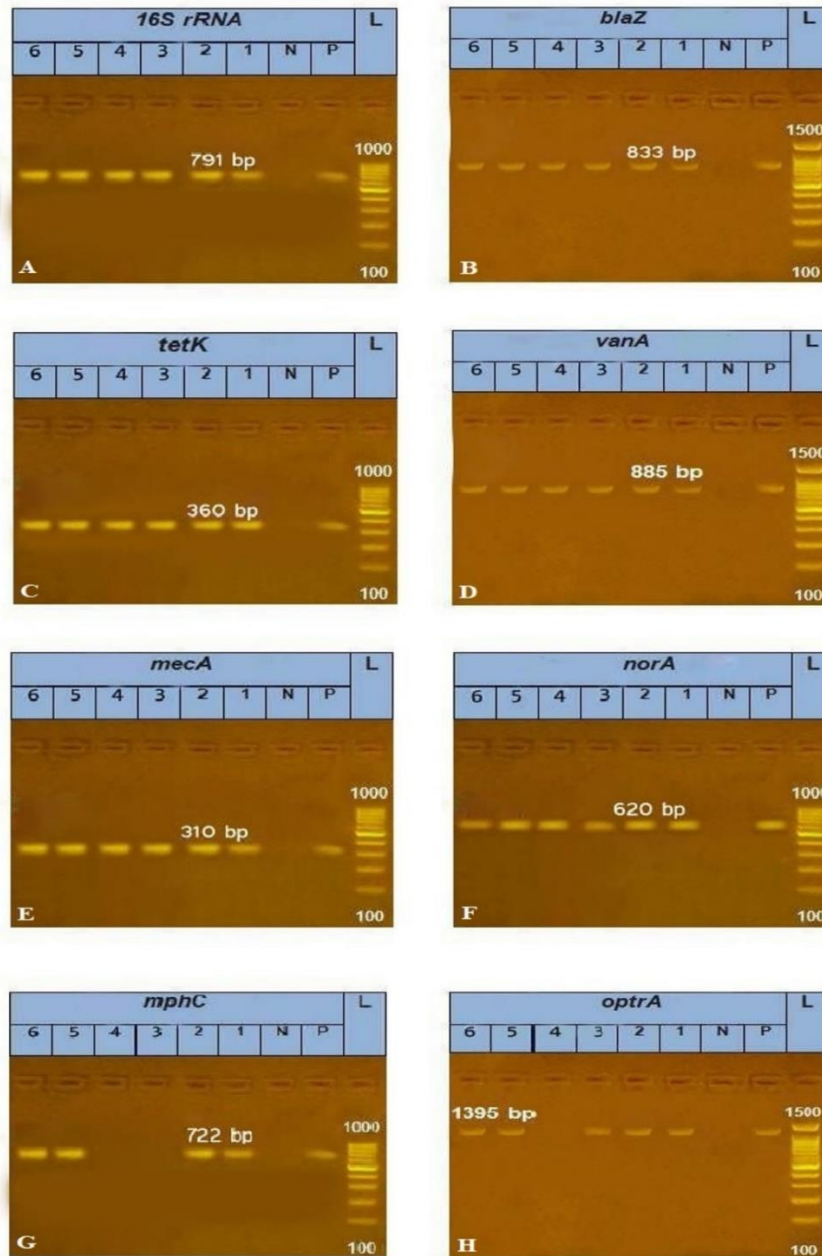 16S rRNA L
6 5 4 3 2 1 N P
1000
791 bp
100
A
blaZ L
6 5 4 3 2 1 N P
1500
833 bp
100
B
tetK L
6 5 4 3 2 1 N P
1000
360 bp
100
C
vanA L
6 5 4 3 2 1 N P
1500
885 bp
100
D
mecA L
6 5 4 3 2 1 N P
1000
310 bp
100
E
norA L
6 5 4 3 2 1 N P
1000
620 bp
100
F
mphC L
6 5 4 3 2 1 N P
1000
722 bp
100
G
optrA L
6 5 4 3 2 1 N P
1395 bp
1500
100
H